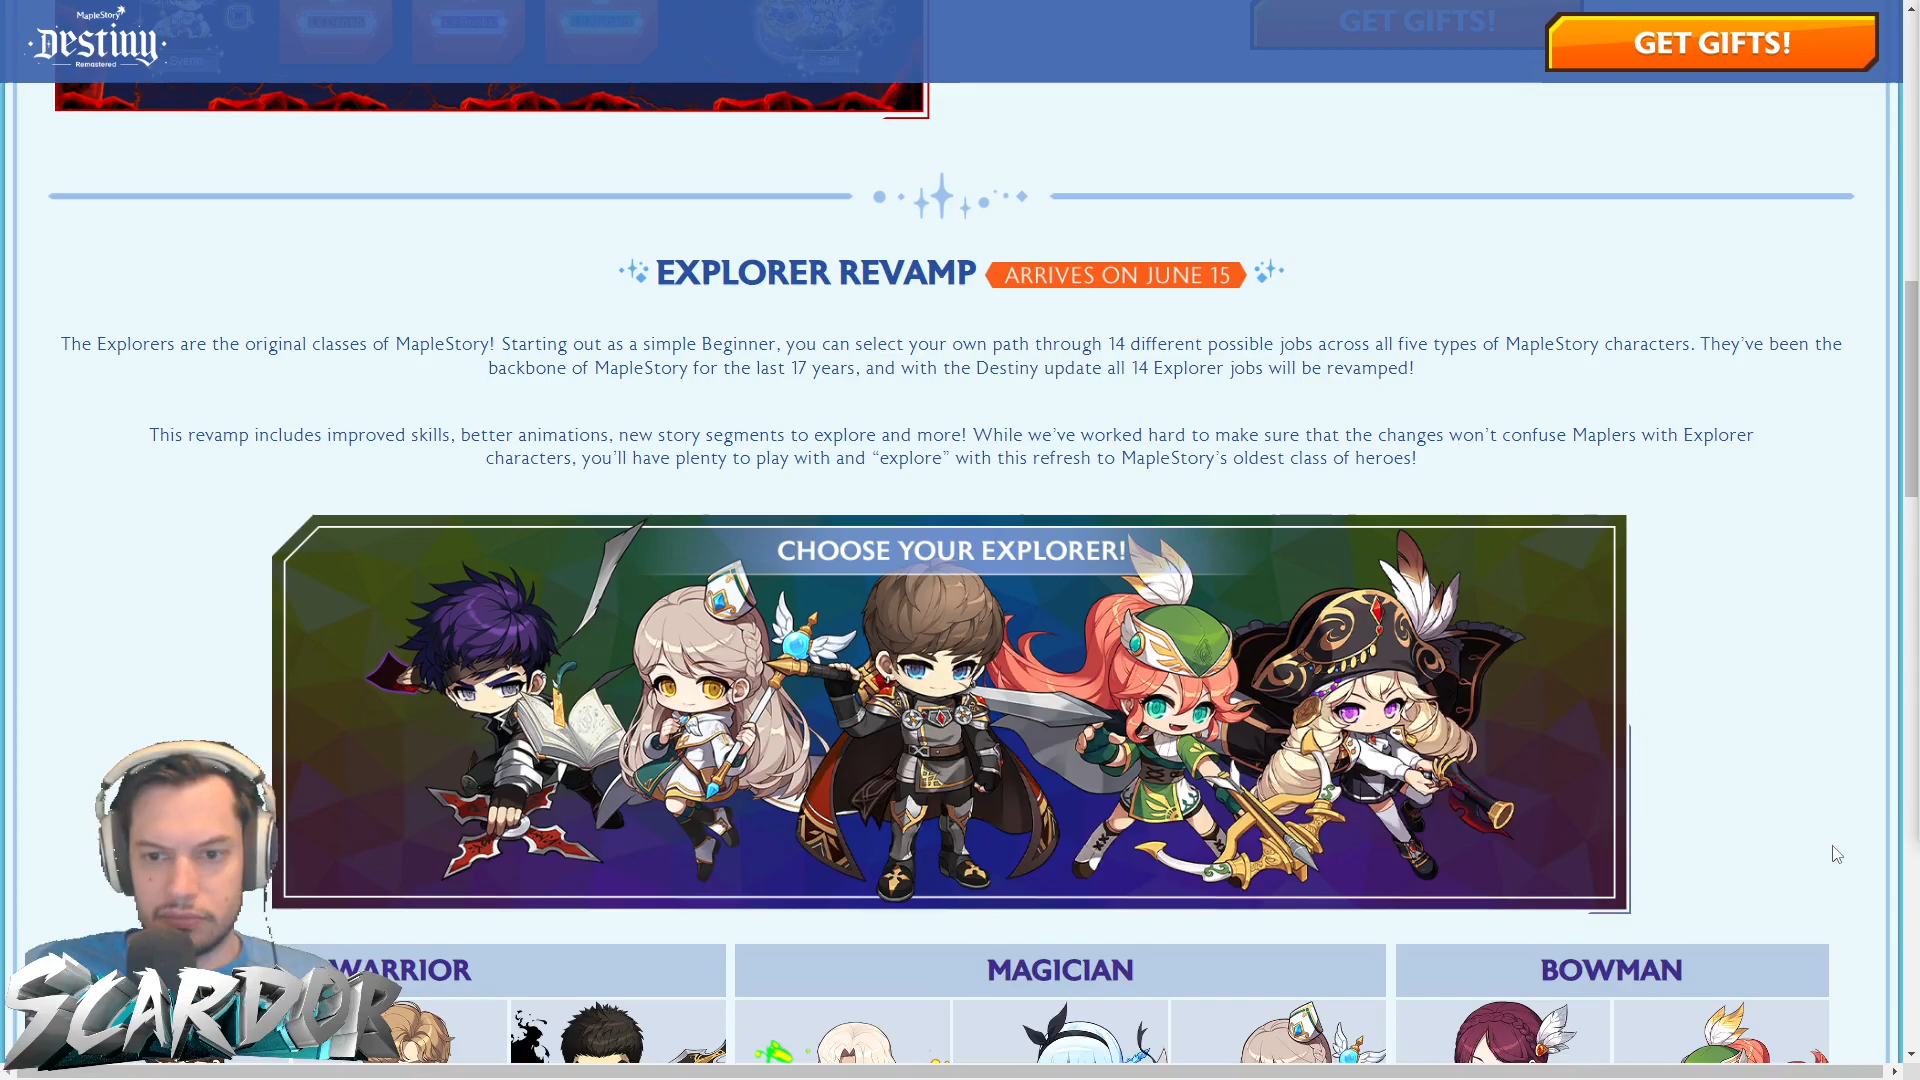 MapleStory
Destiny
Remastered
GET GIFTS!
GET GIFTS!
Sali
EXPLORER REVAMP ARRIVES ON JUNE 15
The Explorers are the original classes of MapleStory! Starting out as a simple Beginner, you can select your own path through 14 different possible jobs across all five types of MapleStory characters. They’ve been the
backbone of MapleStory for the last 17 years, and with the Destiny update all 14 Explorer jobs will be revamped!
This revamp includes improved skills, better animations, new story segments to explore and more! While we’ve worked hard to make sure that the changes won’t confuse Maplers with Explorer
characters, you’ll have plenty to play with and “explore” with this refresh to MapleStory’s oldest class of heroes!
CHOOSE YOUR EXPLORER!
WARRIOR
MAGICIAN
BOWMAN
SCARDOR